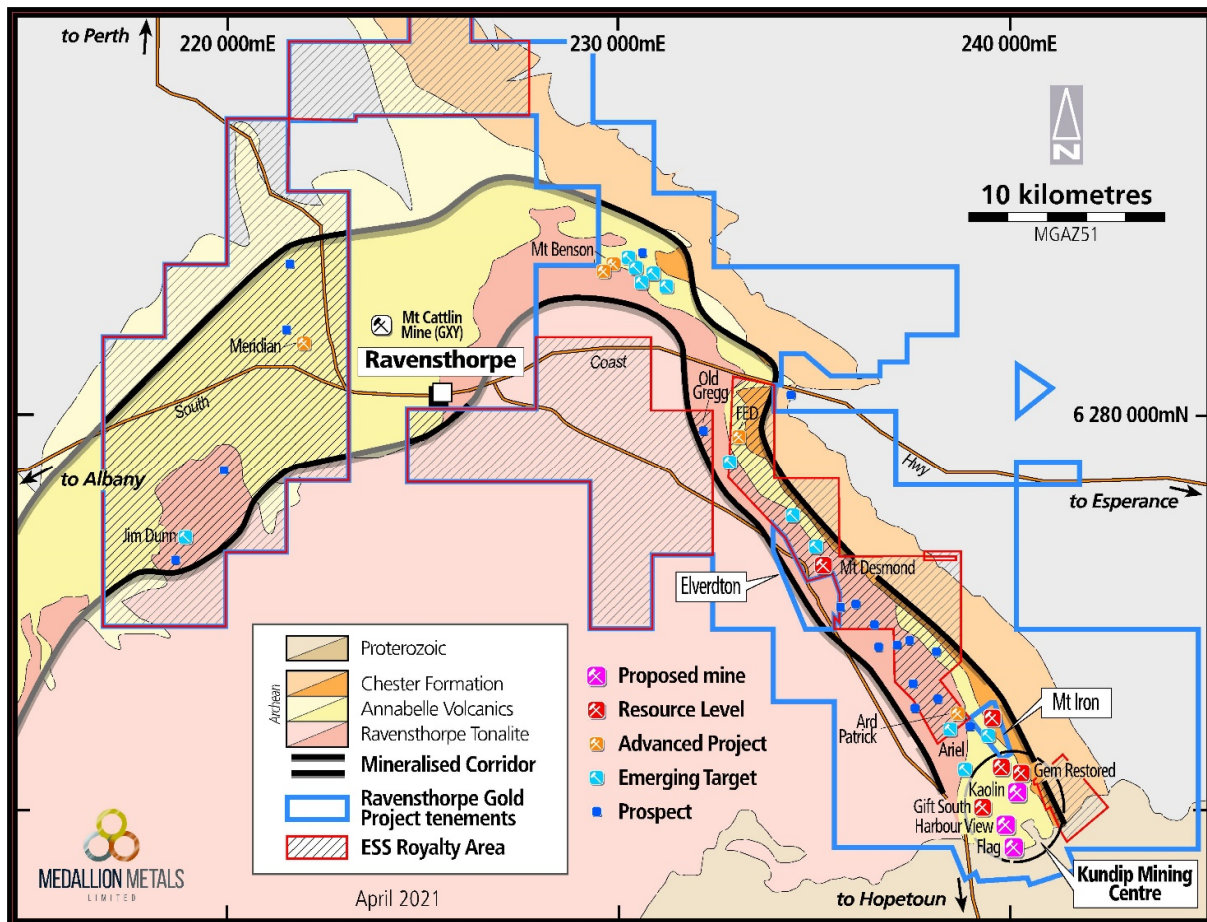 to Perth
220 000mE
230 000mE
240 000mE
N
10 kilometres
MGAZ51
Mt Benson
Mt Cattlin
Mine (GXY)
Meridian
Ravensthorpe
Coast
South
Old
Gregg
FED
6 280 000mN
Hwy
to Albany
to Esperance
Jim Dunn
Elverdton
Mt Desmond
Archean
Proterozoic
Chester Formation
Annabelle Volcanics
Ravensthorpe Tonalite
Mineralised Corridor
Ravensthorpe Gold
Project tenements
ESS Royalty Area
Proposed mine
Resource Level
Advanced Project
Emerging Target
Prospect
Mt Iron
Ard
Patrick
Ariel
Gem Restored
Kaolin
Gift South
Harbour View
Flag
Kundip Mining
Centre
MEDALLION METALS
LIMITED
April 2021
to Hopetoun